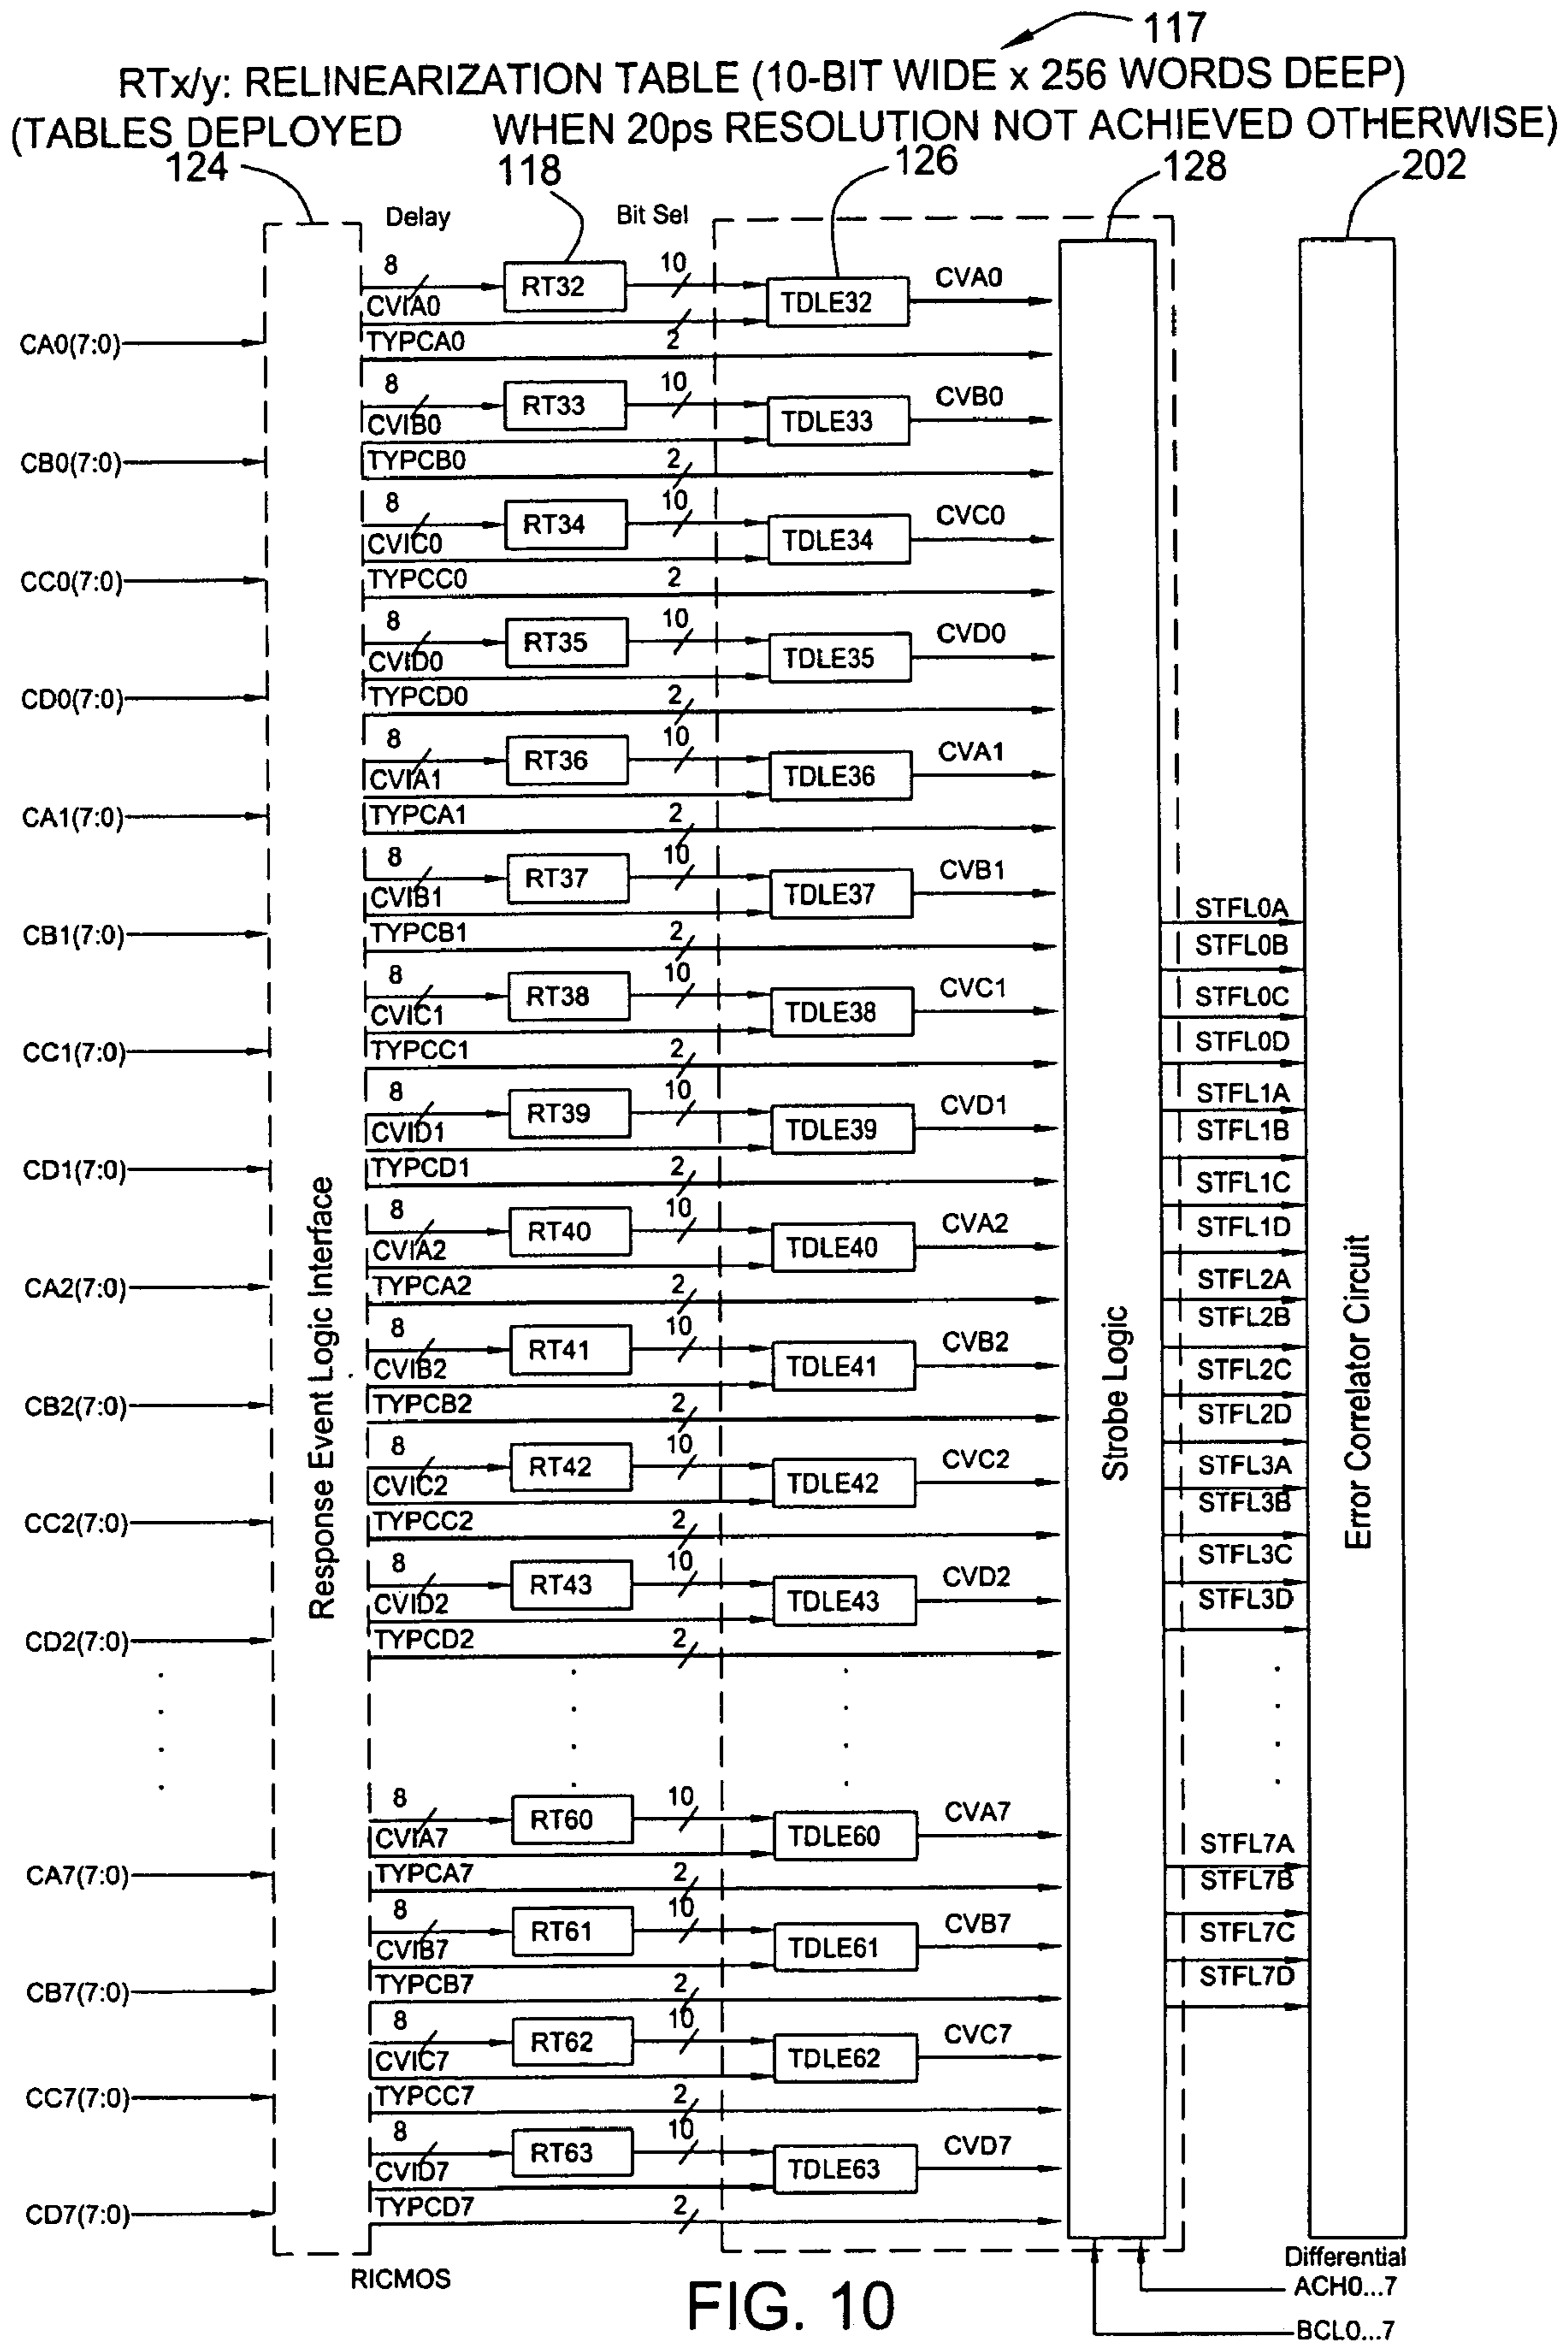 117
RTx/y: RELINEARIZATION TABLE (10-BIT WIDE x 256 WORDS DEEP)
(TABLES DEPLOYED WHEN 20ps RESOLUTION NOT ACHIEVED OTHERWISE)
124 118 126 128 202
Delay Bit Sel
8 RT32 10 TDLE32 CVA0
CVIA0
CA0(7:0) TYPCA0 2
8 RT33 10 TDLE33 CVB0
CVIB0
CB0(7:0) TYPCB0 2
8 RT34 10 TDLE34 CVC0
CVIC0
CC0(7:0) TYPCC0 2
8 RT35 10 TDLE35 CVD0
CVID0
CD0(7:0) TYPCD0 2
8 RT36 10 TDLE36 CVA1
CVIA1
CA1(7:0) TYPCA1 2
8 RT37 10 TDLE37 CVB1
CVIB1
CB1(7:0) TYPCB1 2
8 RT38 10 TDLE38 CVC1
CVIC1
CC1(7:0) TYPCC1 2
8 RT39 10 TDLE39 CVD1
CVID1
CD1(7:0) TYPCD1 2
8 RT40 10 TDLE40 CVA2
CVIA2
CA2(7:0) TYPCA2 2
8 RT41 10 TDLE41 CVB2
CVIB2
CB2(7:0) TYPCB2 2
8 RT42 10 TDLE42 CVC2
CVIC2
CC2(7:0) TYPCC2 2
8 RT43 10 TDLE43 CVD2
CVID2
CD2(7:0) TYPCD2 2
8 RT60 10 TDLE60 CVA7
CVIA7
CA7(7:0) TYPCA7 2
8 RT61 10 TDLE61 CVB7
CVIB7
CB7(7:0) TYPCB7 2
8 RT62 10 TDLE62 CVC7
CVIC7
CC7(7:0) TYPCC7 2
8 RT63 10 TDLE63 CVD7
CVID7
CD7(7:0) TYPCD7 2
Response Event Logic Interface
Strobe Logic
STFL0A
STFL0B
STFL0C
STFL0D
STFL1A
STFL1B
STFL1C
STFL1D
STFL2A
STFL2B
STFL2C
STFL2D
STFL3A
STFL3B
STFL3C
STFL3D
STFL7A
STFL7B
STFL7C
STFL7D
Error Correlator Circuit
RICMOS
Differential
ACH0...7
BCL0...7
FIG. 10